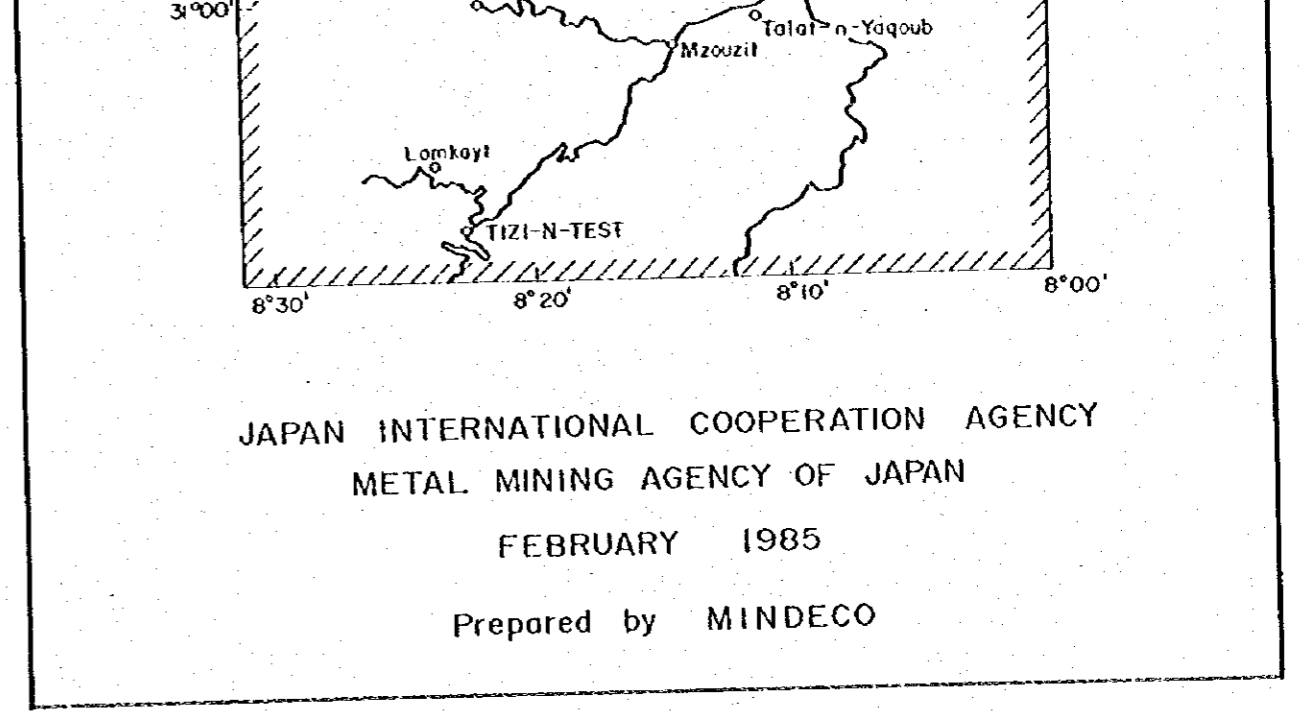 31°00'
Talat-n-Yaqoub
Mzouzit
Lomkayt
TIZI-N-TEST
8°30'
8°20'
8°10'
8°00'
JAPAN INTERNATIONAL COOPERATION AGENCY
METAL MINING AGENCY OF JAPAN
FEBRUARY 1985
Prepared by MINDECO